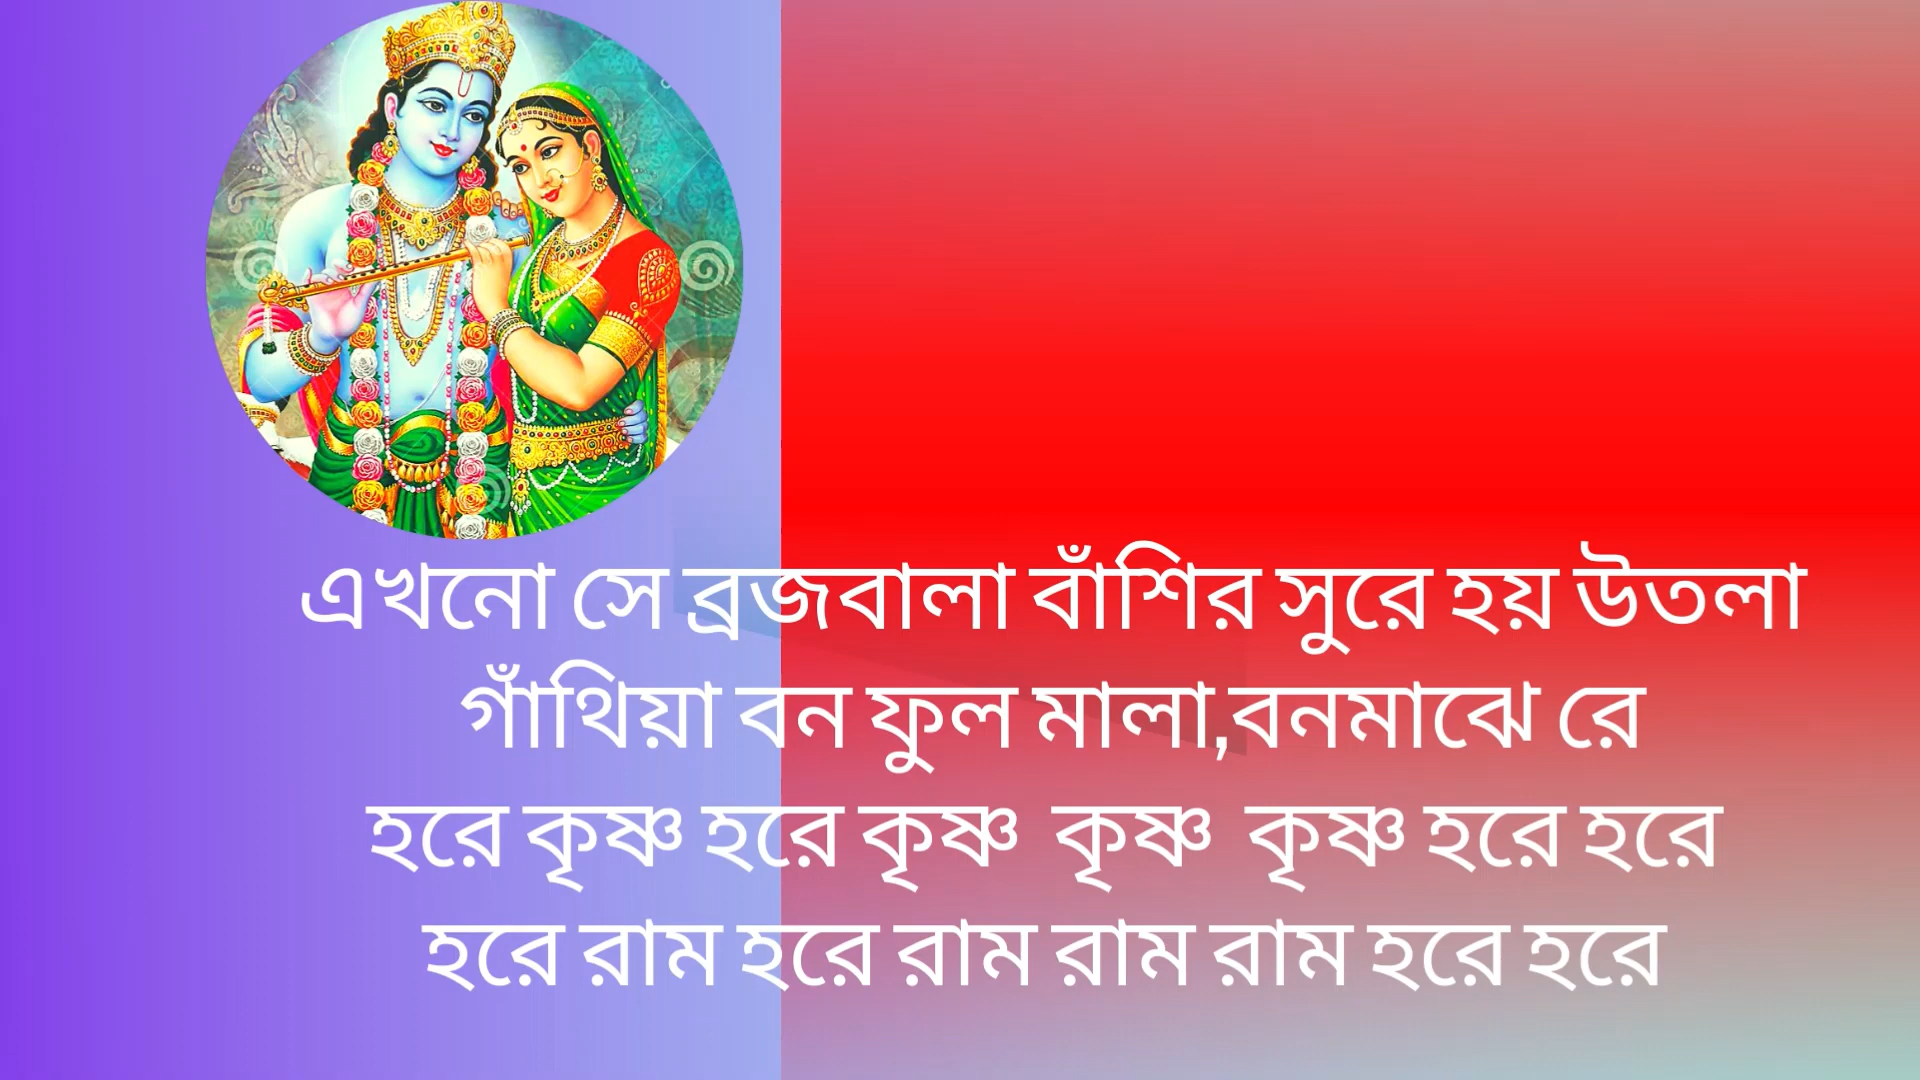 এখনো সে ব্রজবালা বাঁশির সুরে হয় উতলা
গাঁথিয়া বন ফুল মালা,বনমাঝে রে
হরে কৃষ্ণ হরে কৃষ্ণ কৃষ্ণ কৃষ্ণ হরে হরে
হরে রাম হরে রাম রাম রাম হরে হরে